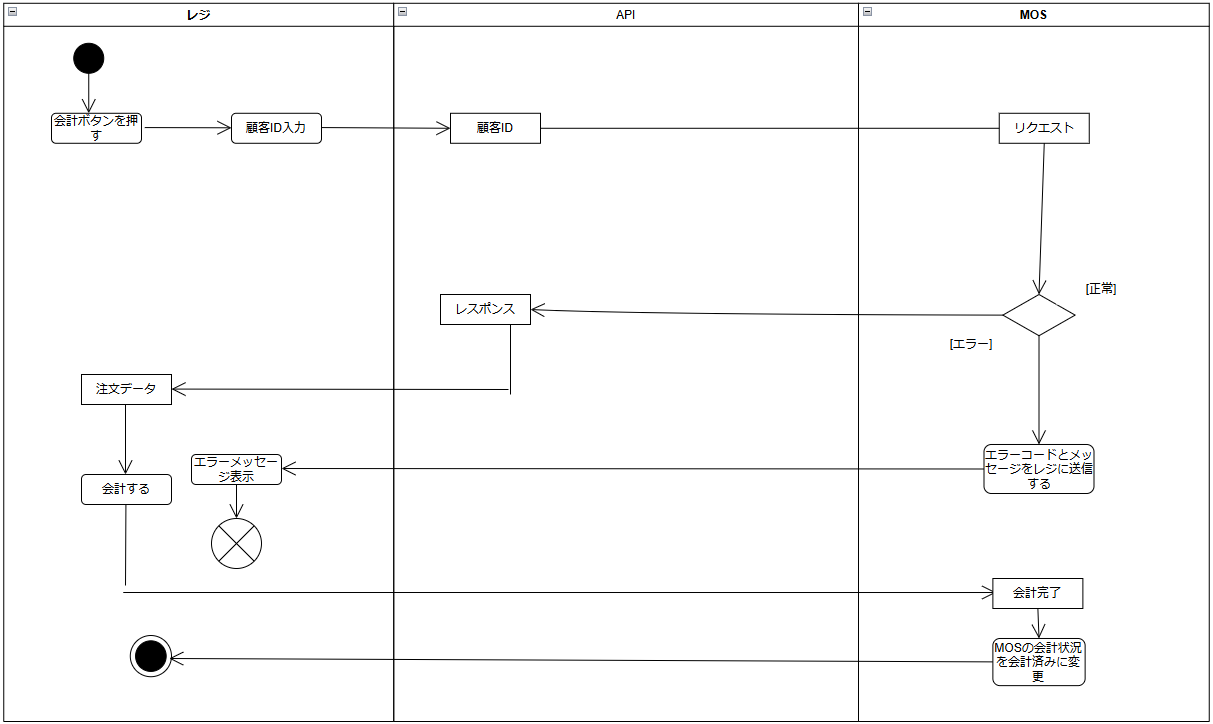 レジ
API
MOS
会計ボタンを押
す
顧客ID入力
顧客ID
リクエスト
[正常]
レスポンス
[エラー]
注文データ
エラーメッセー
ジ表示
エラーコードとメッ
セージをレジに送信
する
会計する
会計完了
MOSの会計状況
を会計済みに変
更